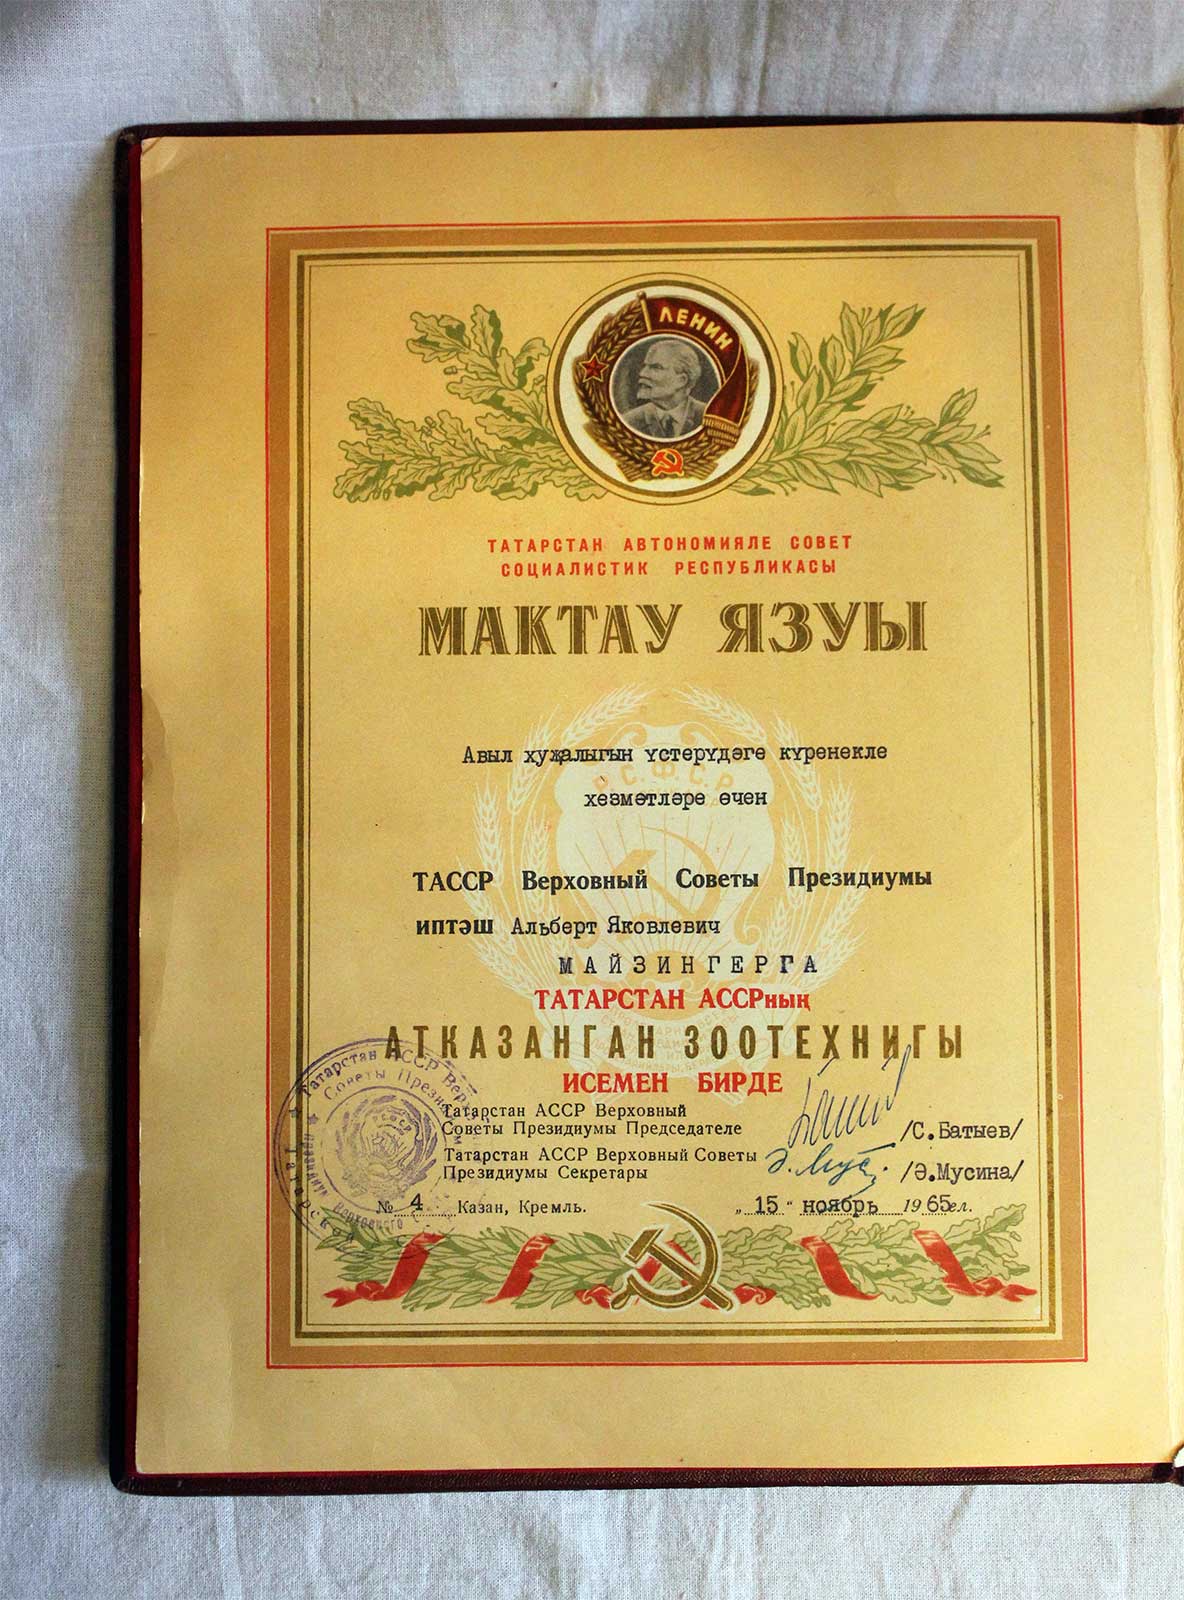 ЛЕНИН
ТАТАРСТАН АВТОНОМИЯЛЕ СОВЕТ
СОЦИАЛИСТИК РЕСПУБЛИКАСЫ
МАКТАУ ЯЗУЫ
Р.С.Ф.С.Р
Авыл хуҗалыгын үстерүдәге күренекле
хезмәтләре өчен
ТАССР Верховный Советы Президиумы
иптәш Альберт Яковлевич
МАЙЗИНГЕРГА
ТАТАРСТАН АССРның
АТКАЗАНГАН ЗООТЕХНИГЫ
ИСЕМЕН БИРДЕ
Татарстан АССР Верховный
Советы Президиумы Председателе /С.Батыев/
Татарстан АССР Верховный Советы
Президиумы Секретары /Ә.Мусина/
№ 4 Казан, Кремль. „ 15 “ ноябрь 1965 ел.